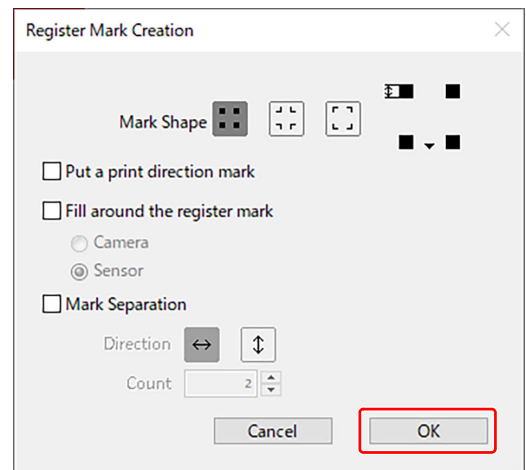 Register Mark Creation
Mark Shape
Put a print direction mark
Fill around the register mark
Camera
Sensor
Mark Separation
Direction
Count 2
Cancel OK